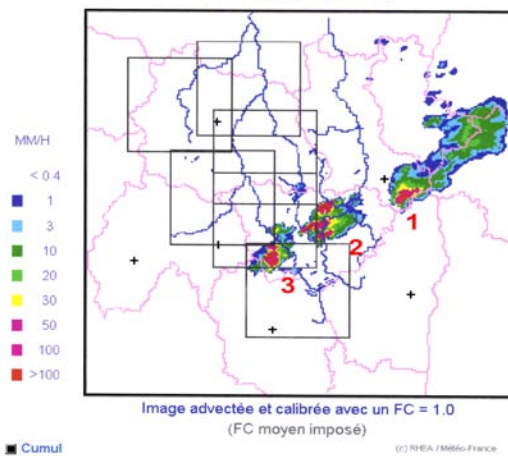 MM/H
< 0.4
1
3
10
20
30
50
100
>100
1
2
3
Image advectée et calibrée avec un FC = 1.0
(FC moyen imposé)
Cumul
(c) RHEA / Météo-France